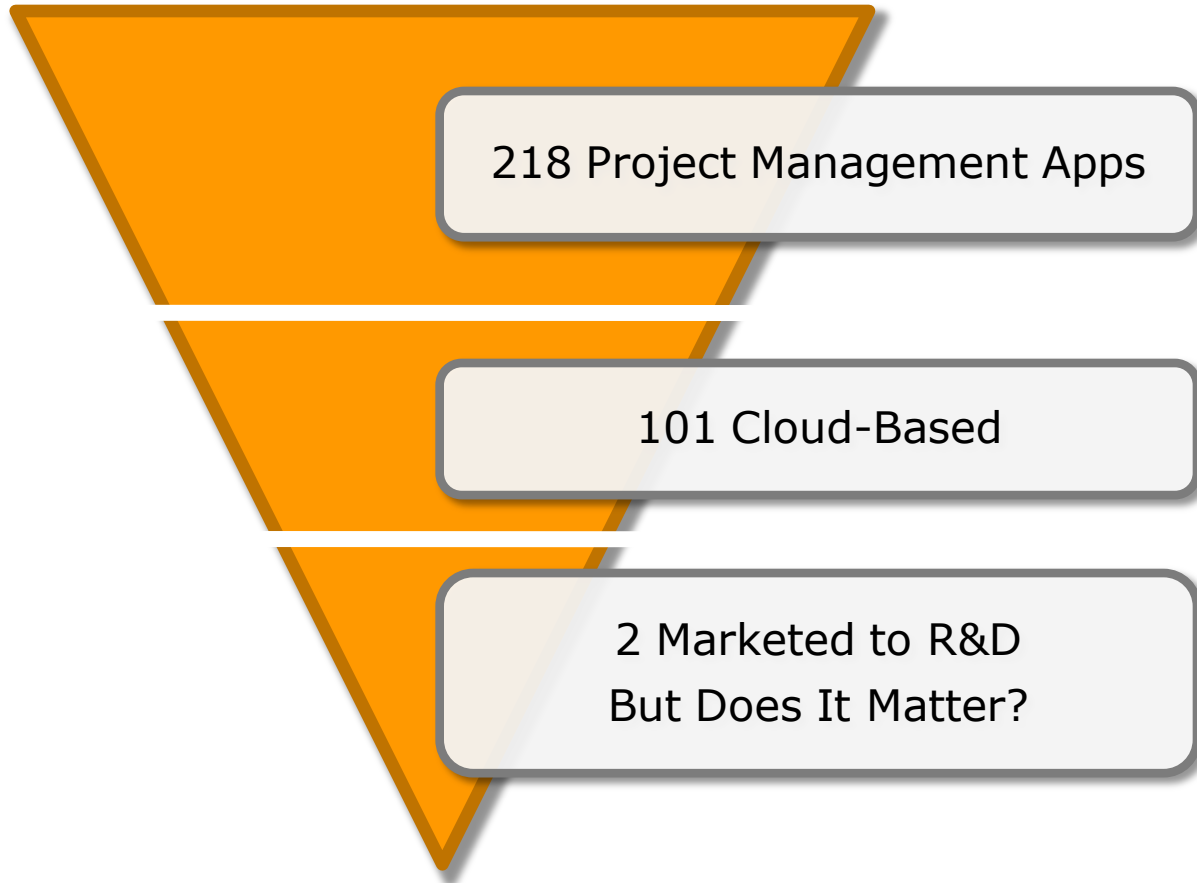 218 Project Management Apps
101 Cloud-Based
2 Marketed to R&D
But Does It Matter?